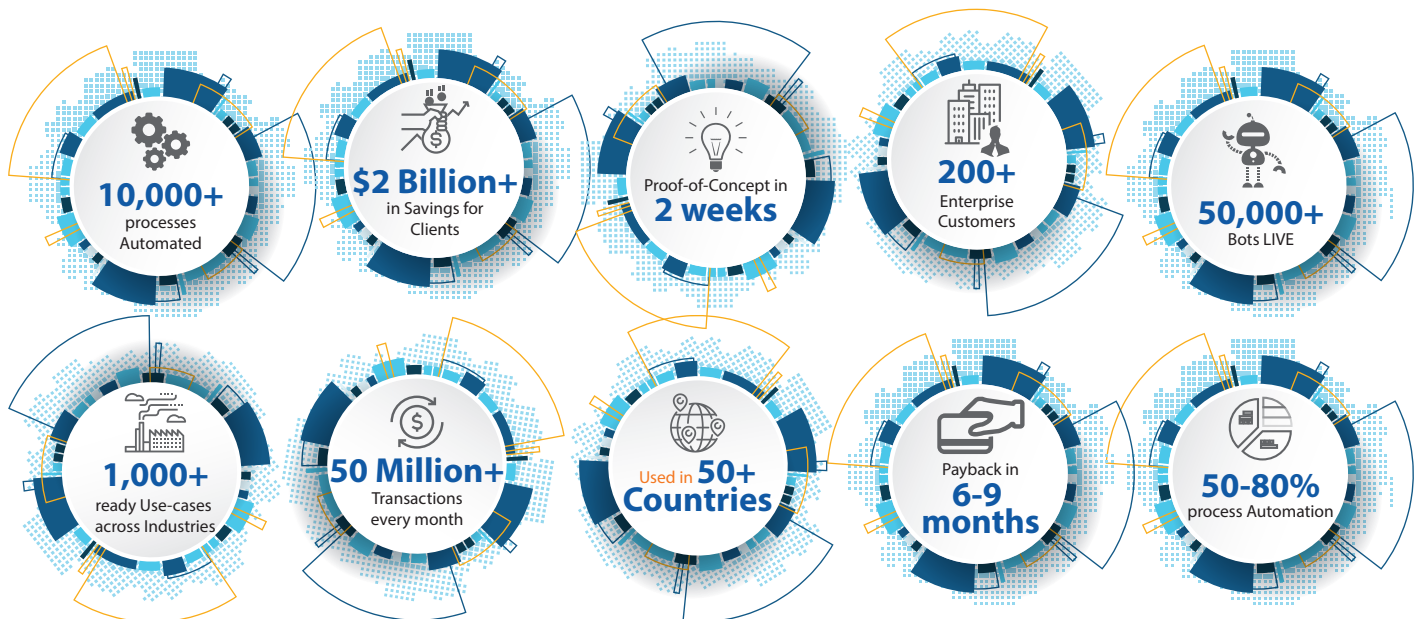 10,000+
processes
Automated
$2 Billion+
in Savings for
Clients
Proof-of-Concept in
2 weeks
200+
Enterprise
Customers
50,000+
Bots LIVE
1,000+
ready Use-cases
across Industries
50 Million+
Transactions
every month
Used in 50+
Countries
Payback in
6-9
months
50-80%
process Automation